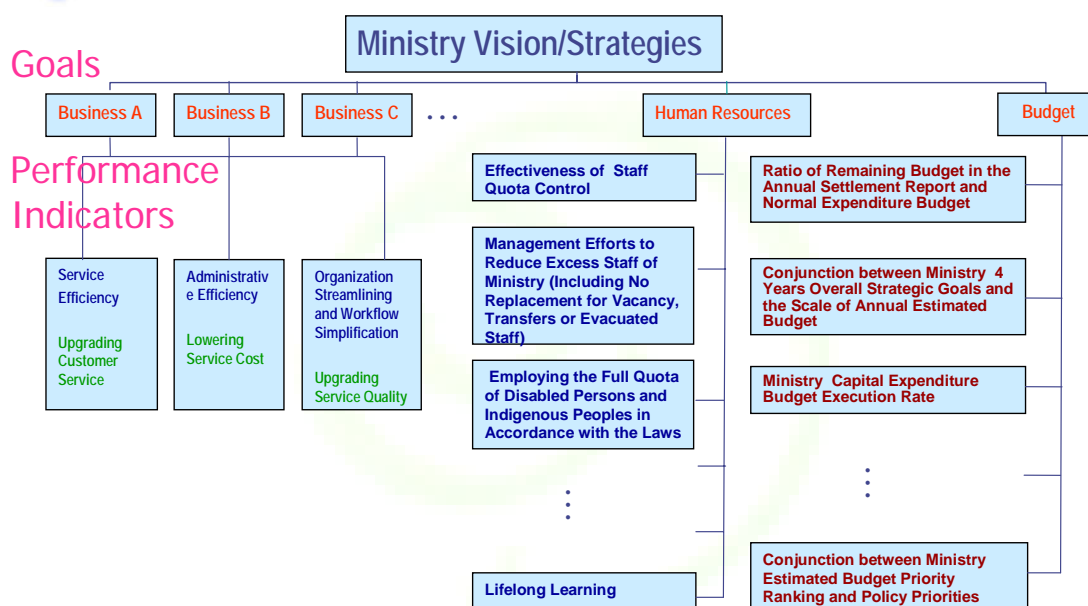 Ministry Vision/Strategies
Goals
Business A
Business B
Business C
...
Human Resources
Budget
Performance
Indicators
Service
Efficiency
Upgrading
Customer
Service
Administrativ
e Efficiency
Lowering
Service Cost
Organization
Streamlining
and Workflow
Simplification
Upgrading
Service Quality
Effectiveness of Staff
Quota Control
Management Efforts to
Reduce Excess Staff of
Ministry (Including No
Replacement for Vacancy,
Transfers or Evacuated
Staff)
Employing the Full Quota
of Disabled Persons and
Indigenous Peoples in
Accordance with the Laws
...
Lifelong Learning
Ratio of Remaining Budget in the
Annual Settlement Report and
Normal Expenditure Budget
Conjunction between Ministry 4
Years Overall Strategic Goals and
the Scale of Annual Estimated
Budget
Ministry Capital Expenditure
Budget Execution Rate
...
Conjunction between Ministry
Estimated Budget Priority
Ranking and Policy Priorities